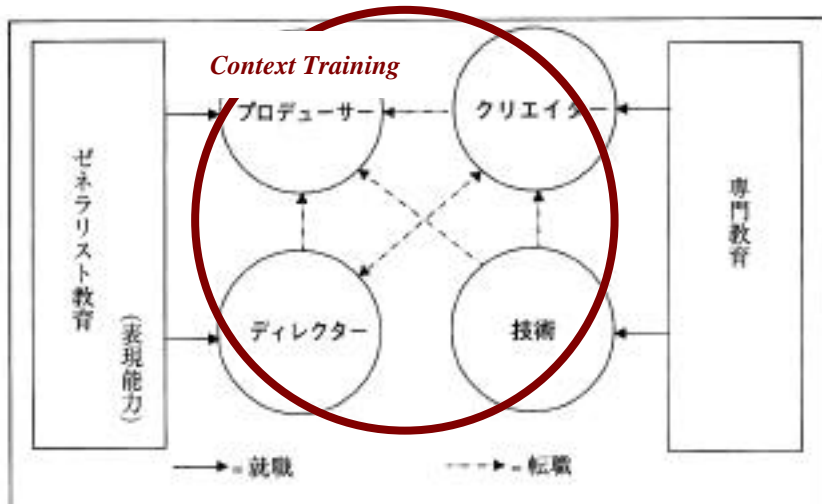 Context Training
プロデューサー
クリエイター
ゼネラリスト教育
(表現能力)
専門教育
ディレクター
技術
= 就職
= 転職